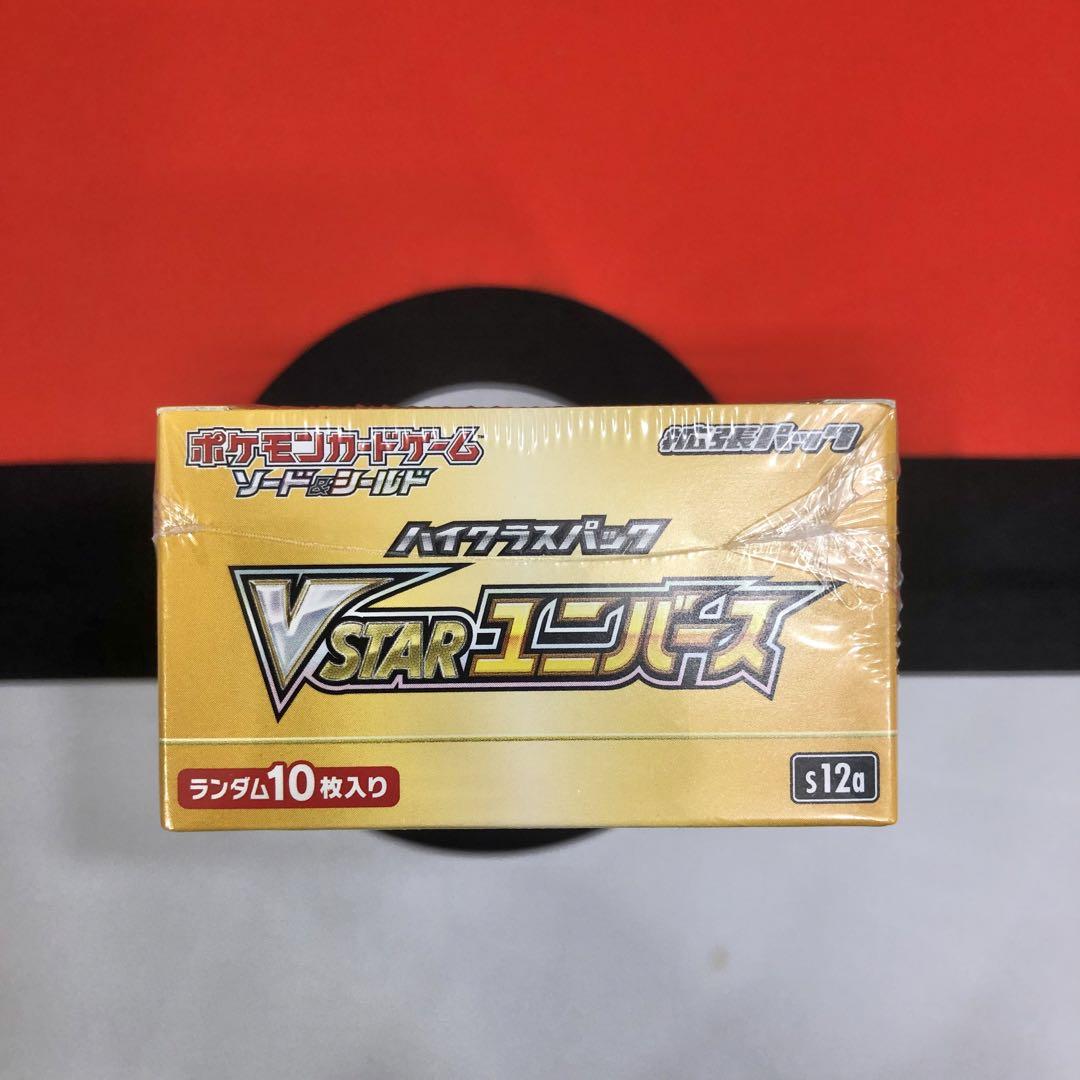 ポケモンカードゲーム™
ソード&シールド
拡張パック
ハイクラスパック
VSTARユニバース
ランダム10枚入り
s12a